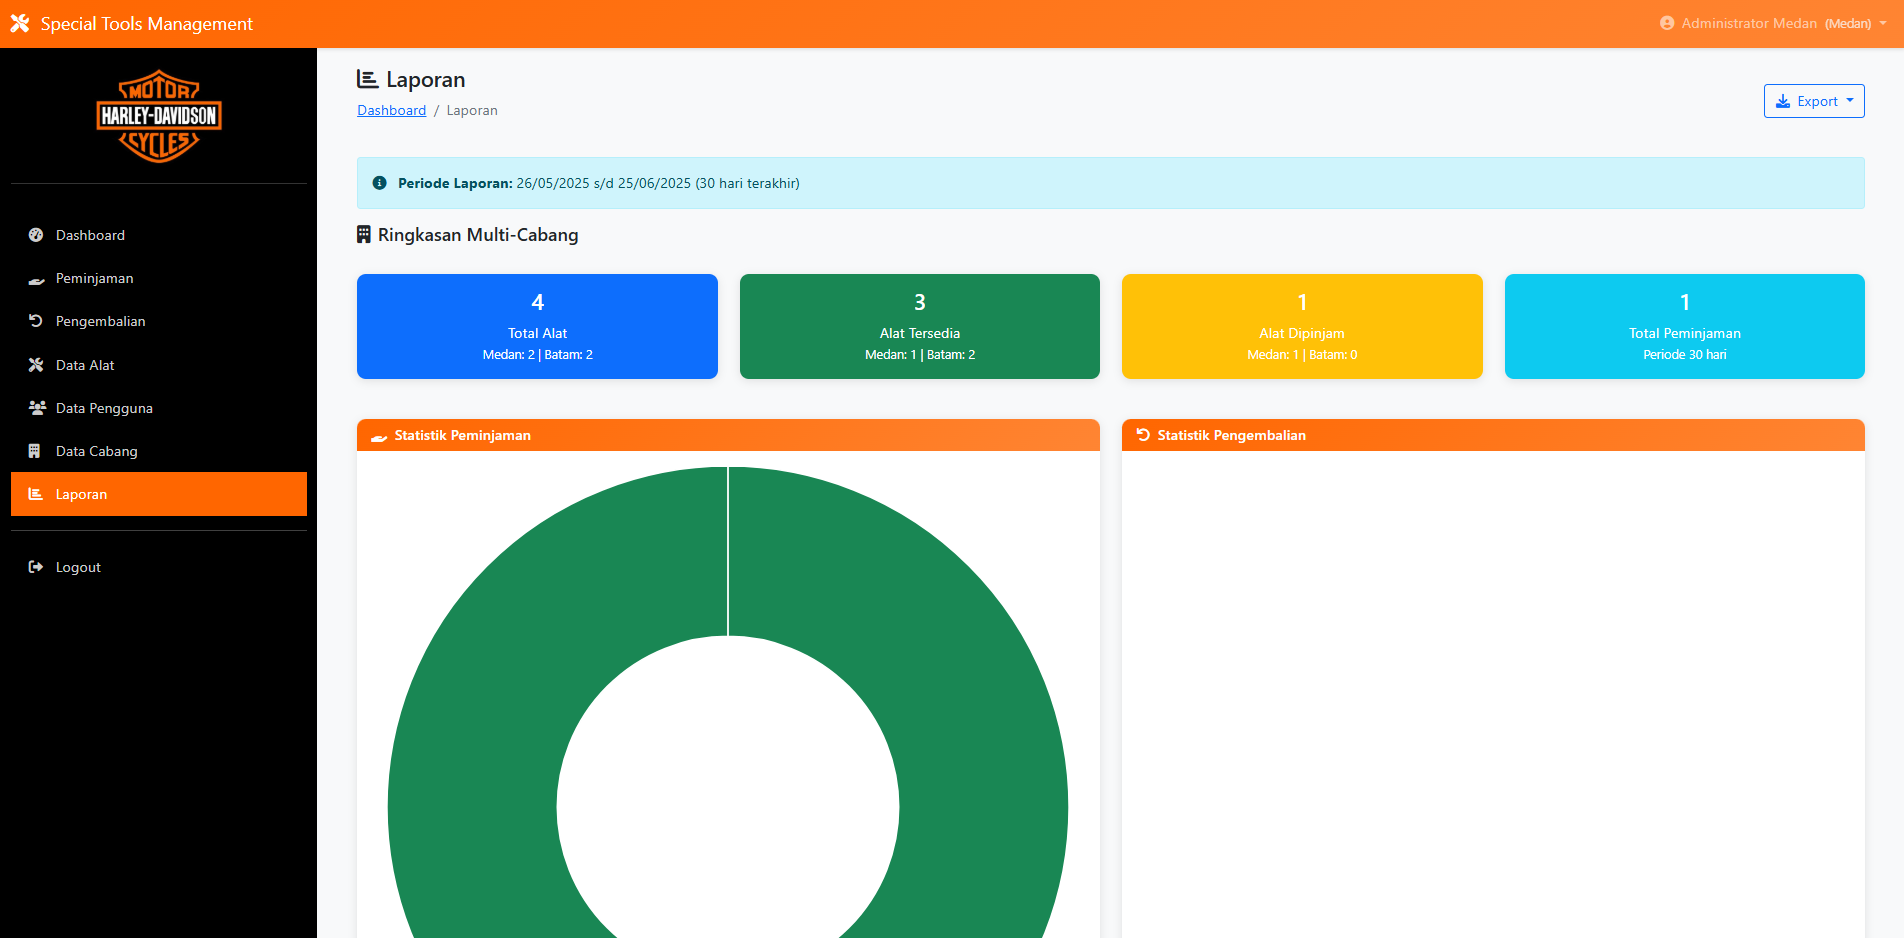 Special Tools Management
Administrator Medan (Medan)
MOTOR
HARLEY-DAVIDSON
CYCLES
Dashboard
Peminjaman
Pengembalian
Data Alat
Data Pengguna
Data Cabang
Laporan
Logout
Laporan
Dashboard / Laporan
Export
Periode Laporan: 26/05/2025 s/d 25/06/2025 (30 hari terakhir)
Ringkasan Multi-Cabang
4
Total Alat
Medan: 2 | Batam: 2
3
Alat Tersedia
Medan: 1 | Batam: 2
1
Alat Dipinjam
Medan: 1 | Batam: 0
1
Total Peminjaman
Periode 30 hari
Statistik Peminjaman
Statistik Pengembalian